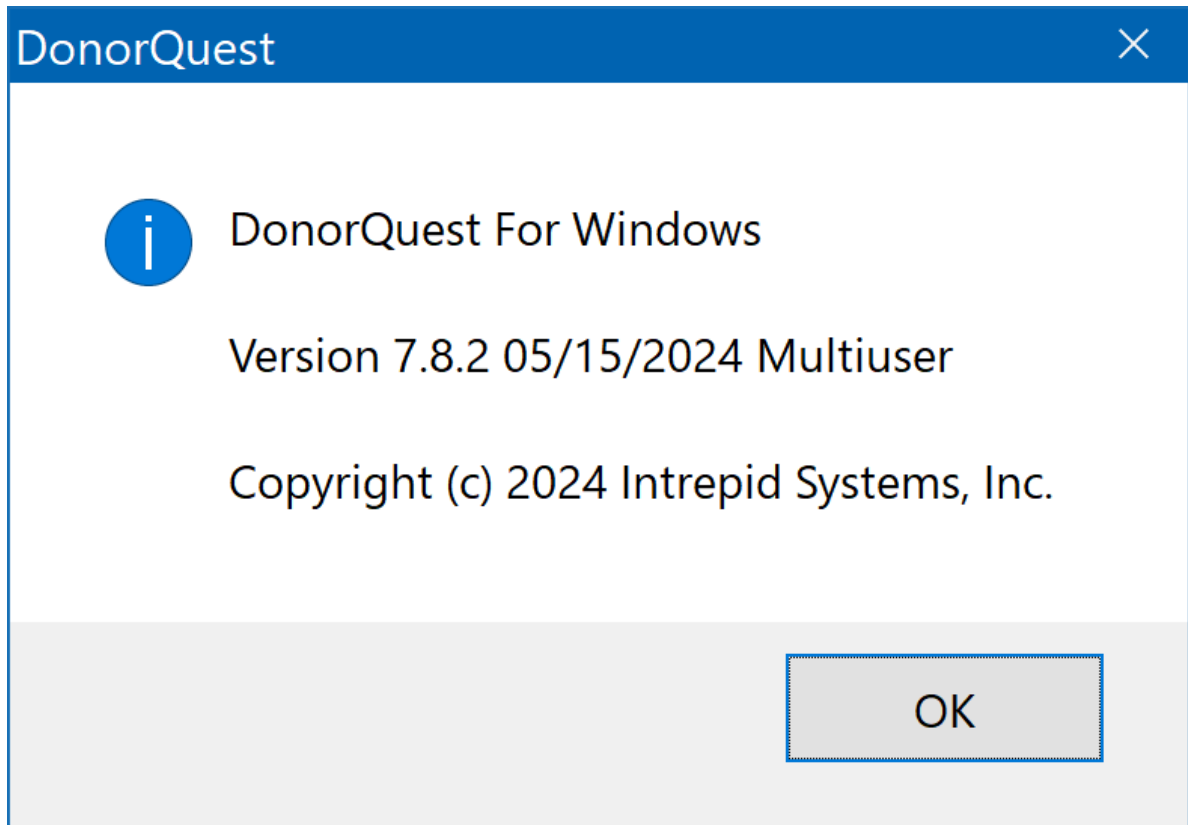 DonorQuest
DonorQuest For Windows
Version 7.8.2 05/15/2024 Multiuser
Copyright (c) 2024 Intrepid Systems, Inc.
OK